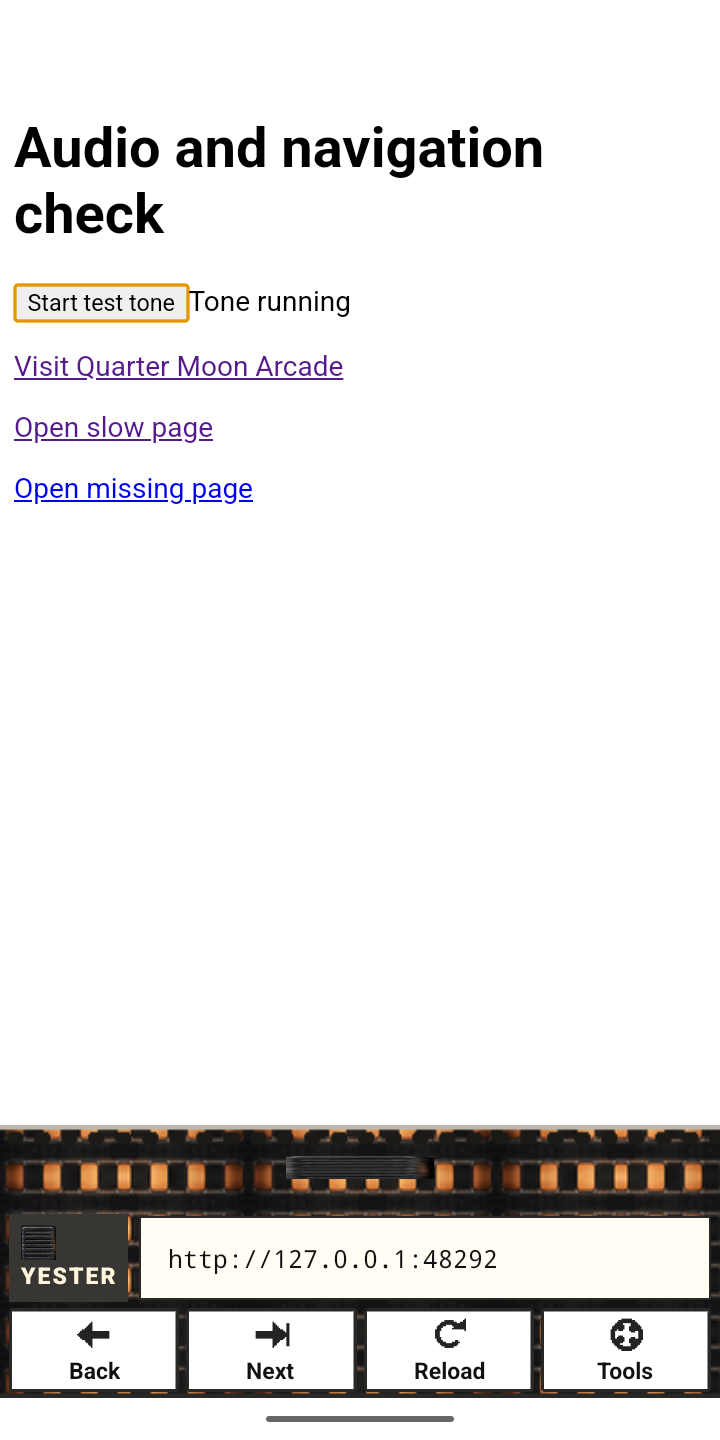 Audio and navigation
check
Start test tone Tone running
Visit Quarter Moon Arcade
Open slow page
Open missing page
YESTER
http://127.0.0.1:48292
Back Next Reload Tools